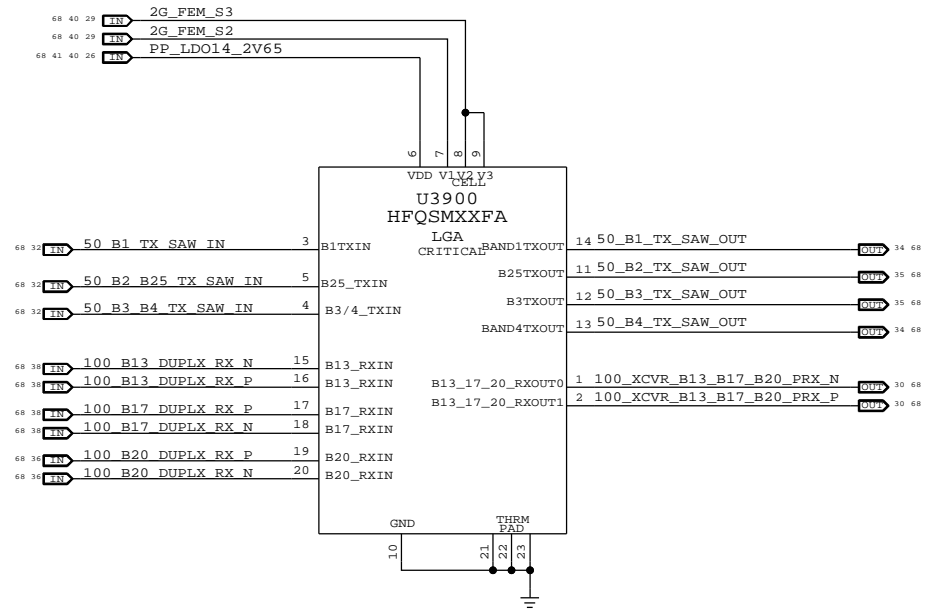 68 40 29 IN 2G_FEM_S3
68 40 29 IN 2G_FEM_S2
68 41 40 26 IN PP_LDO14_2V65
6 7 8 9
VDD V1 V2 V3
CELL
U3900
HFQSMXXFA
LGA
CRITICAL
68 32 IN 50_B1_TX_SAW_IN 3 B1TXIN
BAND1TXOUT 14 50_B1_TX_SAW_OUT OUT 34 68
68 32 IN 50_B2_B25_TX_SAW_IN 5 B25_TXIN
B25TXOUT 11 50_B2_TX_SAW_OUT OUT 35 68
68 32 IN 50_B3_B4_TX_SAW_IN 4 B3/4_TXIN
B3TXOUT 12 50_B3_TX_SAW_OUT OUT 35 68
BAND4TXOUT 13 50_B4_TX_SAW_OUT OUT 34 68
68 38 IN 100_B13_DUPLX_RX_N 15 B13_RXIN
68 38 IN 100_B13_DUPLX_RX_P 16 B13_RXIN
B13_17_20_RXOUT0 1 100_XCVR_B13_B17_B20_PRX_N OUT 30 68
B13_17_20_RXOUT1 2 100_XCVR_B13_B17_B20_PRX_P OUT 30 68
68 38 IN 100_B17_DUPLX_RX_P 17 B17_RXIN
68 38 IN 100_B17_DUPLX_RX_N 18 B17_RXIN
68 36 IN 100_B20_DUPLX_RX_P 19 B20_RXIN
68 36 IN 100_B20_DUPLX_RX_N 20 B20_RXIN
GND
THRM
PAD
10 21 22 23